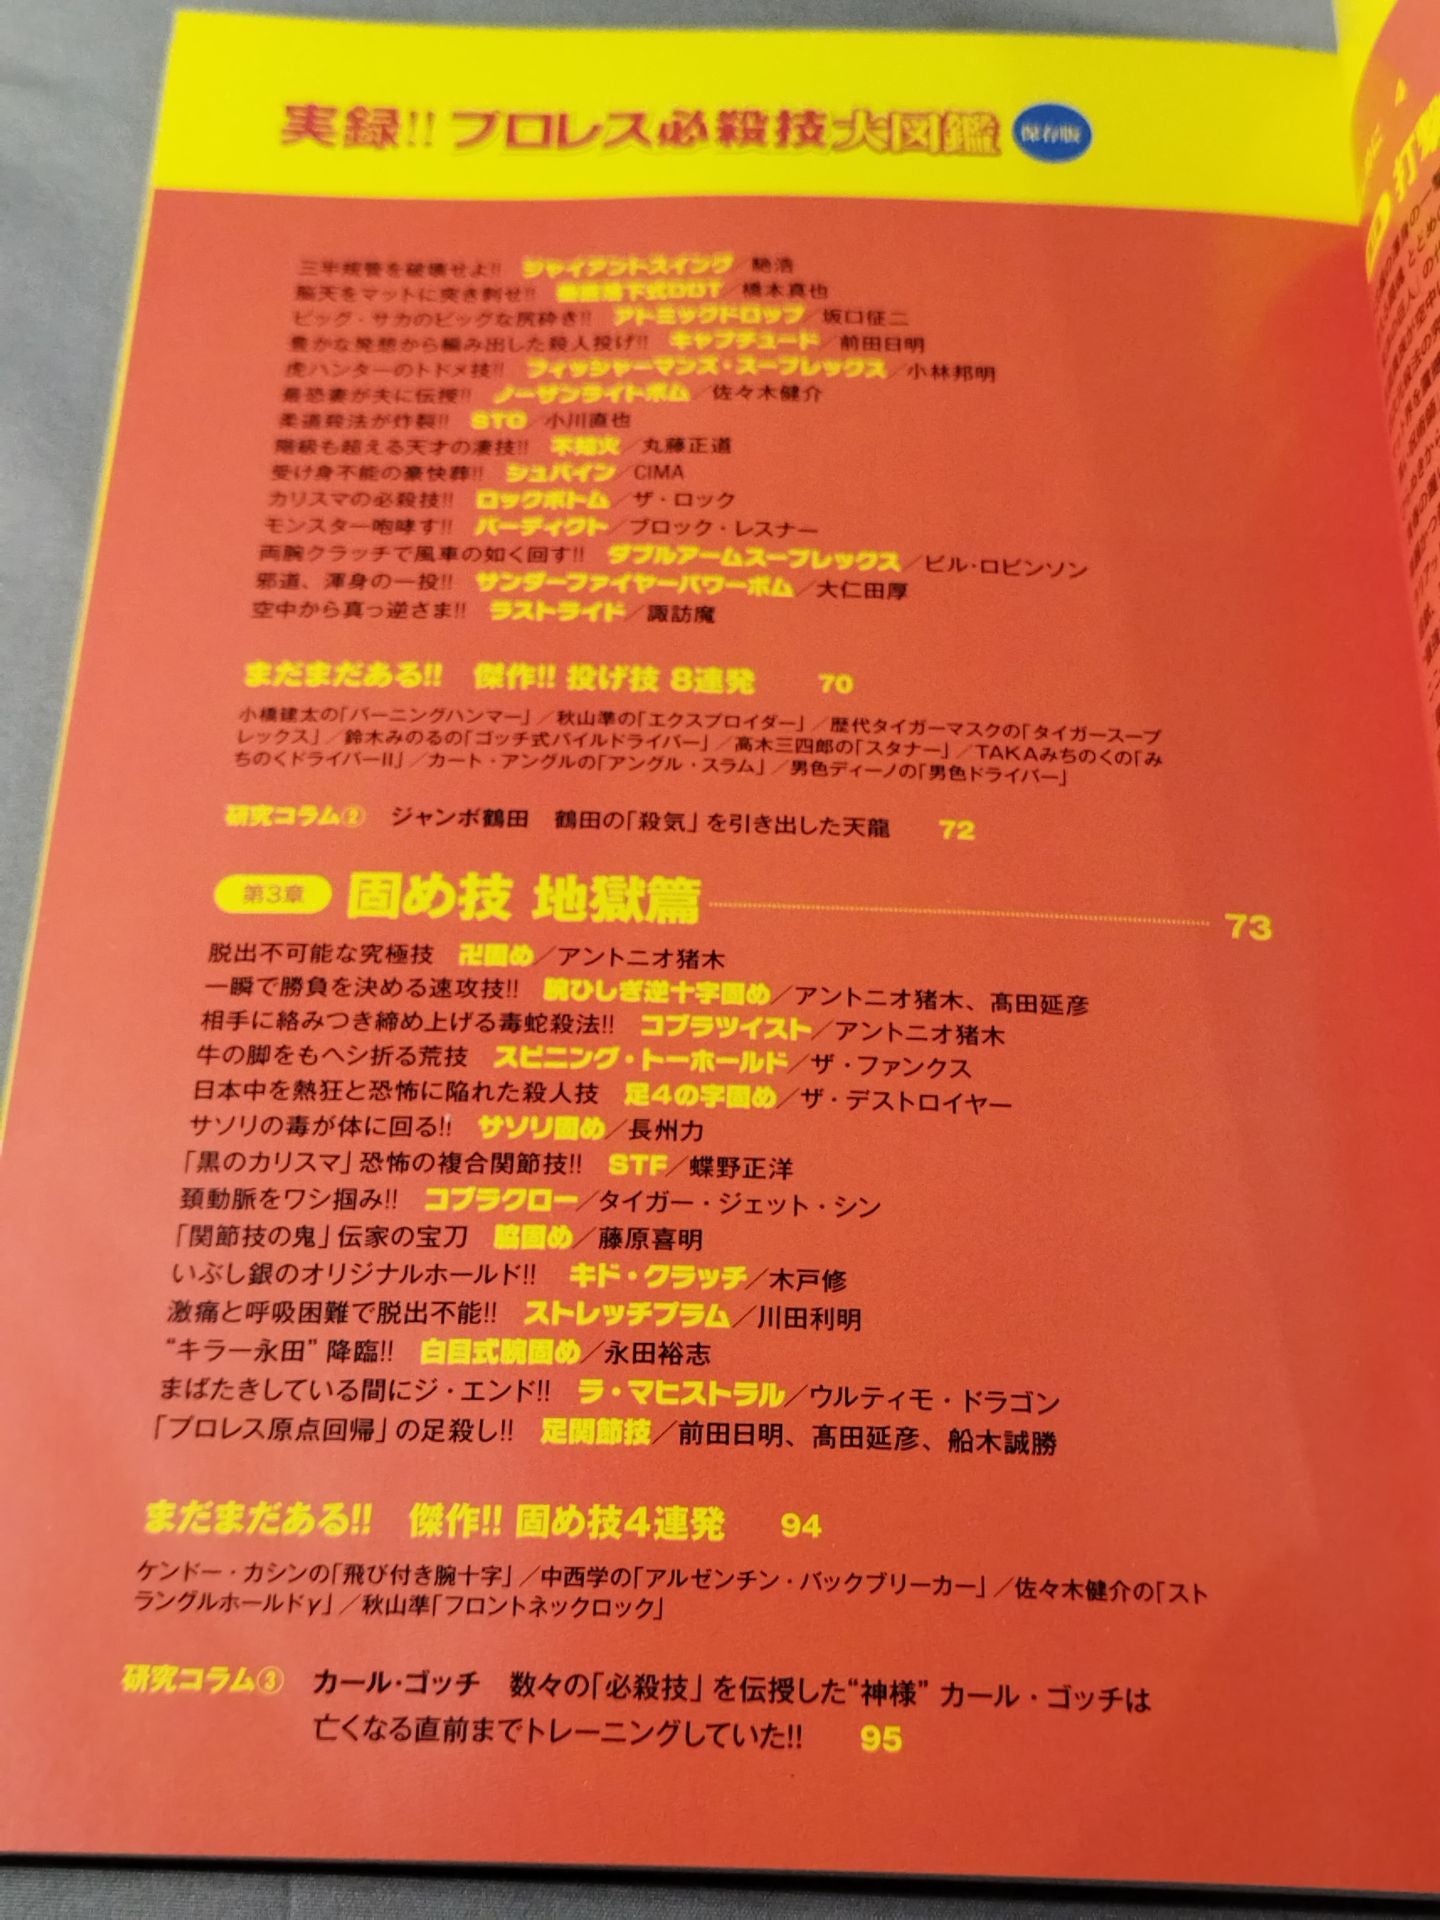 実録!! プロレス必殺技大図鑑 保存版
三半規管を破壊せよ!! ジャイアントスイング／馳浩
脳天をマットに突き刺せ!! 垂直落下式DDT／橋本真也
ビッグ・サカのビッグな尻砕き!! アトミックドロップ／坂口征二
豊かな発想から編み出した殺人投げ!! キャプチュード／前田日明
虎ハンターのトドメ技!! フィッシャーマンズ・スープレックス／小林邦明
最恐妻が夫に伝授!! ノーザンライトボム／佐々木健介
柔道殺法が炸裂!! STO／小川直也
階級も超える天才の凄技!! 不知火／丸藤正道
受け身不能の豪快葬!! シュバイン／CIMA
カリスマの必殺技!! ロックボトム／ザ・ロック
モンスター咆哮す!! バーディクト／ブロック・レスナー
両腕クラッチで風車の如く回す!! ダブルアームスープレックス／ビル・ロビンソン
邪道、渾身の一投!! サンダーファイヤーパワーボム／大仁田厚
空中から真っ逆さま!! ラストライド／諏訪魔
まだまだある!! 傑作!! 投げ技 8連発 70
小橋建太の「バーニングハンマー」／秋山準の「エクスプロイダー」／歴代タイガーマスクの「タイガースープ
レックス」／鈴木みのるの「ゴッチ式パイルドライバー」／高木三四郎の「スタナー」／TAKAみちのくの「み
ちのくドライバーII」／カート・アングルの「アングル・スラム」／男色ディーノの「男色ドライバー」
研究コラム② ジャンボ鶴田 鶴田の「殺気」を引き出した天龍 72
第3章 固め技 地獄篇 73
脱出不可能な究極技 卍固め／アントニオ猪木
一瞬で勝負を決める速攻技!! 腕ひしぎ逆十字固め／アントニオ猪木、髙田延彦
相手に絡みつき締め上げる毒蛇殺法!! コブラツイスト／アントニオ猪木
牛の脚をもヘシ折る荒技 スピニング・トーホールド／ザ・ファンクス
日本中を熱狂と恐怖に陥れた殺人技 足4の字固め／ザ・デストロイヤー
サソリの毒が体に回る!! サソリ固め／長州力
「黒のカリスマ」恐怖の複合関節技!! STF／蝶野正洋
頚動脈をワシ掴み!! コブラクロー／タイガー・ジェット・シン
「関節技の鬼」伝家の宝刀 脇固め／藤原喜明
いぶし銀のオリジナルホールド!! キド・クラッチ／木戸修
激痛と呼吸困難で脱出不能!! ストレッチプラム／川田利明
“キラー永田”降臨!! 白目式腕固め／永田裕志
まばたきしている間にジ・エンド!! ラ・マヒストラル／ウルティモ・ドラゴン
「プロレス原点回帰」の足殺し!! 足関節技／前田日明、髙田延彦、船木誠勝
まだまだある!! 傑作!! 固め技4連発 94
ケンドー・カシンの「飛び付き腕十字」／中西学の「アルゼンチン・バックブリーカー」／佐々木健介の「スト
ラングルホールドγ」／秋山準「フロントネックロック」
研究コラム③ カール・ゴッチ 数々の「必殺技」を伝授した“神様” カール・ゴッチは
亡くなる直前までトレーニングしていた!! 95